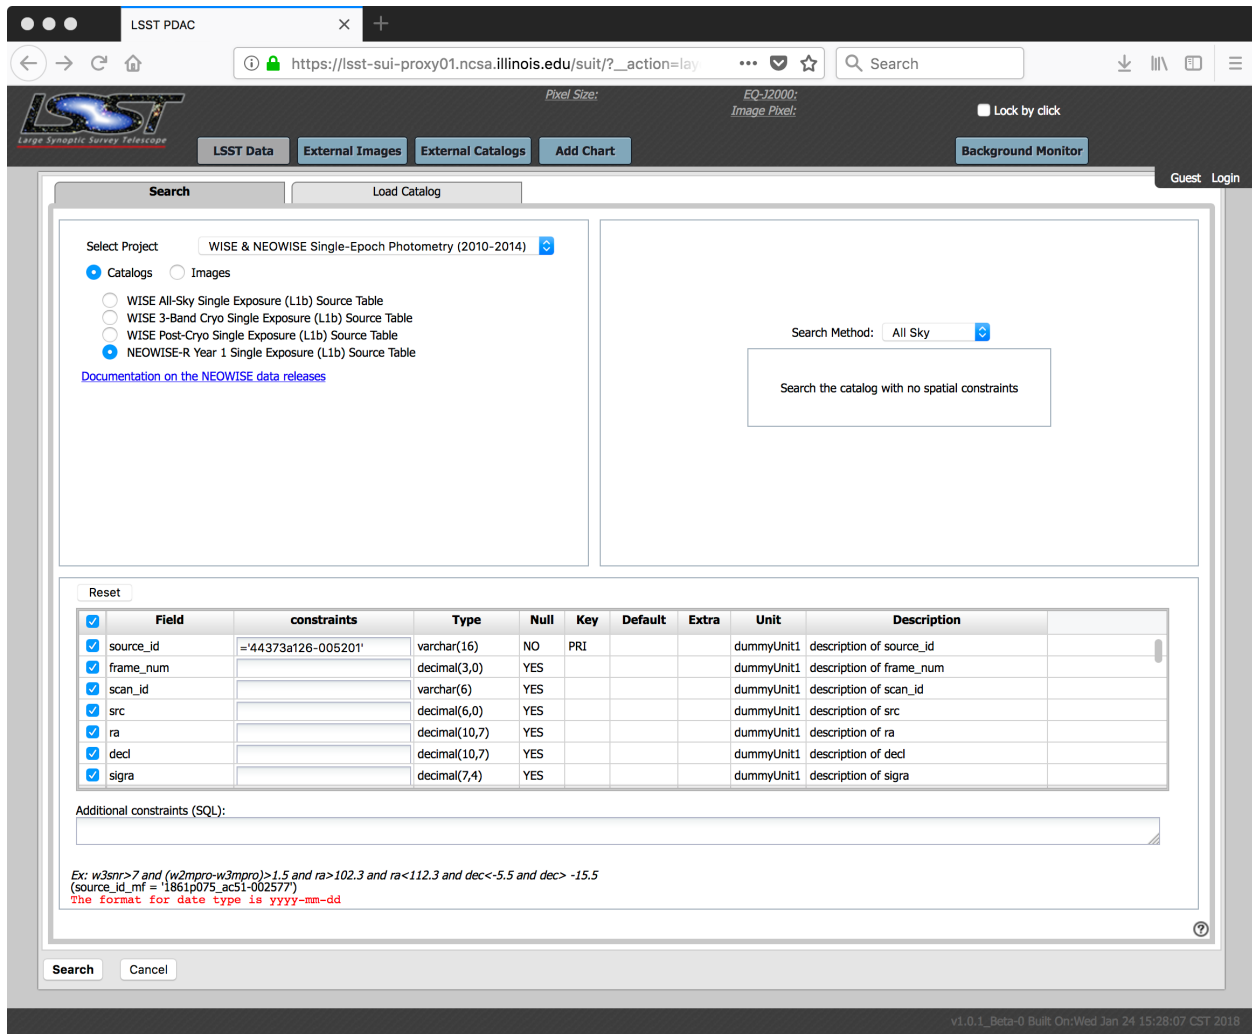 LSST PDAC
https://lsst-sui-proxy01.ncsa.illinois.edu/suit/?__action=lay
Search
LSST
Large Synoptic Survey Telescope
Pixel Size:
EQ-J2000:
Image Pixel:
Lock by click
LSST Data
External Images
External Catalogs
Add Chart
Background Monitor
Guest Login
Search
Load Catalog
Select Project WISE & NEOWISE Single-Epoch Photometry (2010-2014)
Catalogs Images
WISE All-Sky Single Exposure (L1b) Source Table
WISE 3-Band Cryo Single Exposure (L1b) Source Table
WISE Post-Cryo Single Exposure (L1b) Source Table
NEOWISE-R Year 1 Single Exposure (L1b) Source Table
Documentation on the NEOWISE data releases
Search Method: All Sky
Search the catalog with no spatial constraints
Reset
Field constraints Type Null Key Default Extra Unit Description
source_id ='44373a126-005201' varchar(16) NO PRI dummyUnit1 description of source_id
frame_num decimal(3,0) YES dummyUnit1 description of frame_num
scan_id varchar(6) YES dummyUnit1 description of scan_id
src decimal(6,0) YES dummyUnit1 description of src
ra decimal(10,7) YES dummyUnit1 description of ra
decl decimal(10,7) YES dummyUnit1 description of decl
sigra decimal(7,4) YES dummyUnit1 description of sigra
Additional constraints (SQL):
Ex: w3snr>7 and (w2mpro-w3mpro)>1.5 and ra>102.3 and ra<112.3 and dec<-5.5 and dec> -15.5
(source_id_mf = '1861p075_ac51-002577')
The format for date type is yyyy-mm-dd
?
Search
Cancel
v1.0.1_Beta-0 Built On:Wed Jan 24 15:28:07 CST 2018